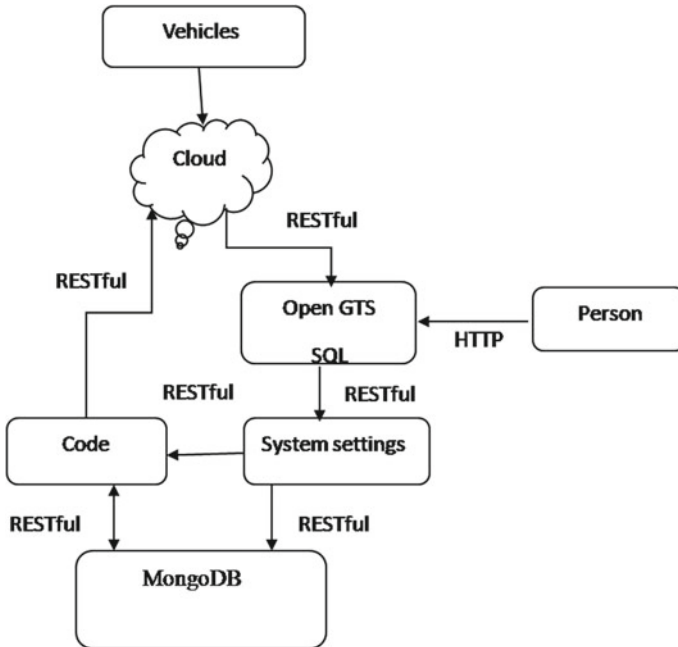 Vehicles
Cloud
RESTful
RESTful
Open GTS
SQL
HTTP
Person
RESTful
RESTful
Code
System settings
RESTful
RESTful
MongoDB